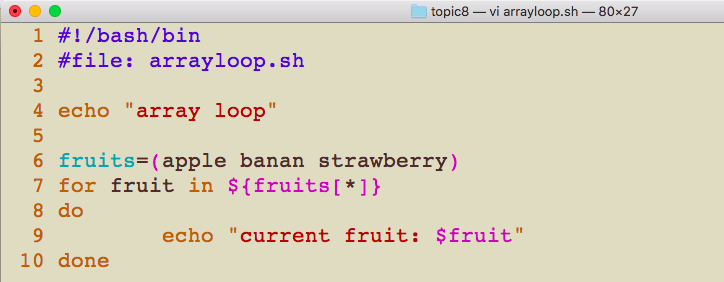 topic8 — vi arrayloop.sh — 80×27
1 #!/bash/bin
2 #file: arrayloop.sh
3
4 echo "array loop"
5
6 fruits=(apple banan strawberry)
7 for fruit in ${fruits[*]}
8 do
9         echo "current fruit: $fruit"
10 done